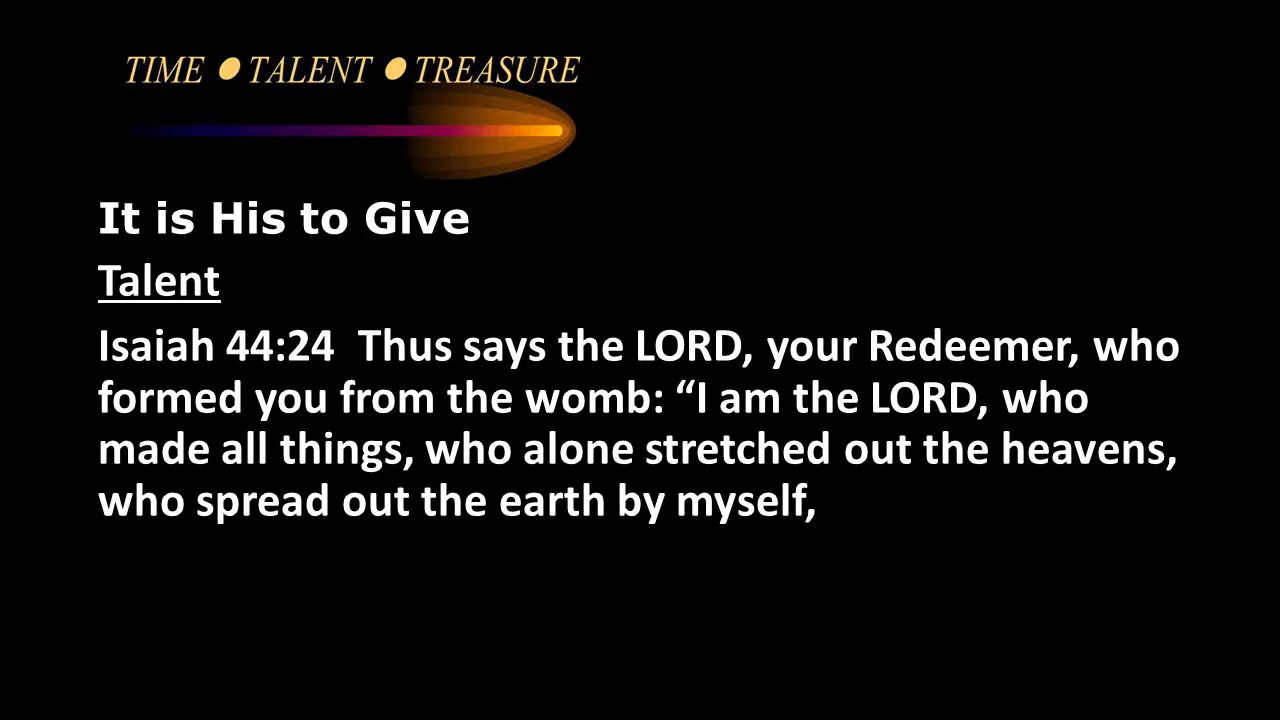 TIME ● TALENT ● TREASURE
It is His to Give
Talent
Isaiah 44:24  Thus says the LORD, your Redeemer, who
formed you from the womb: “I am the LORD, who
made all things, who alone stretched out the heavens,
who spread out the earth by myself,